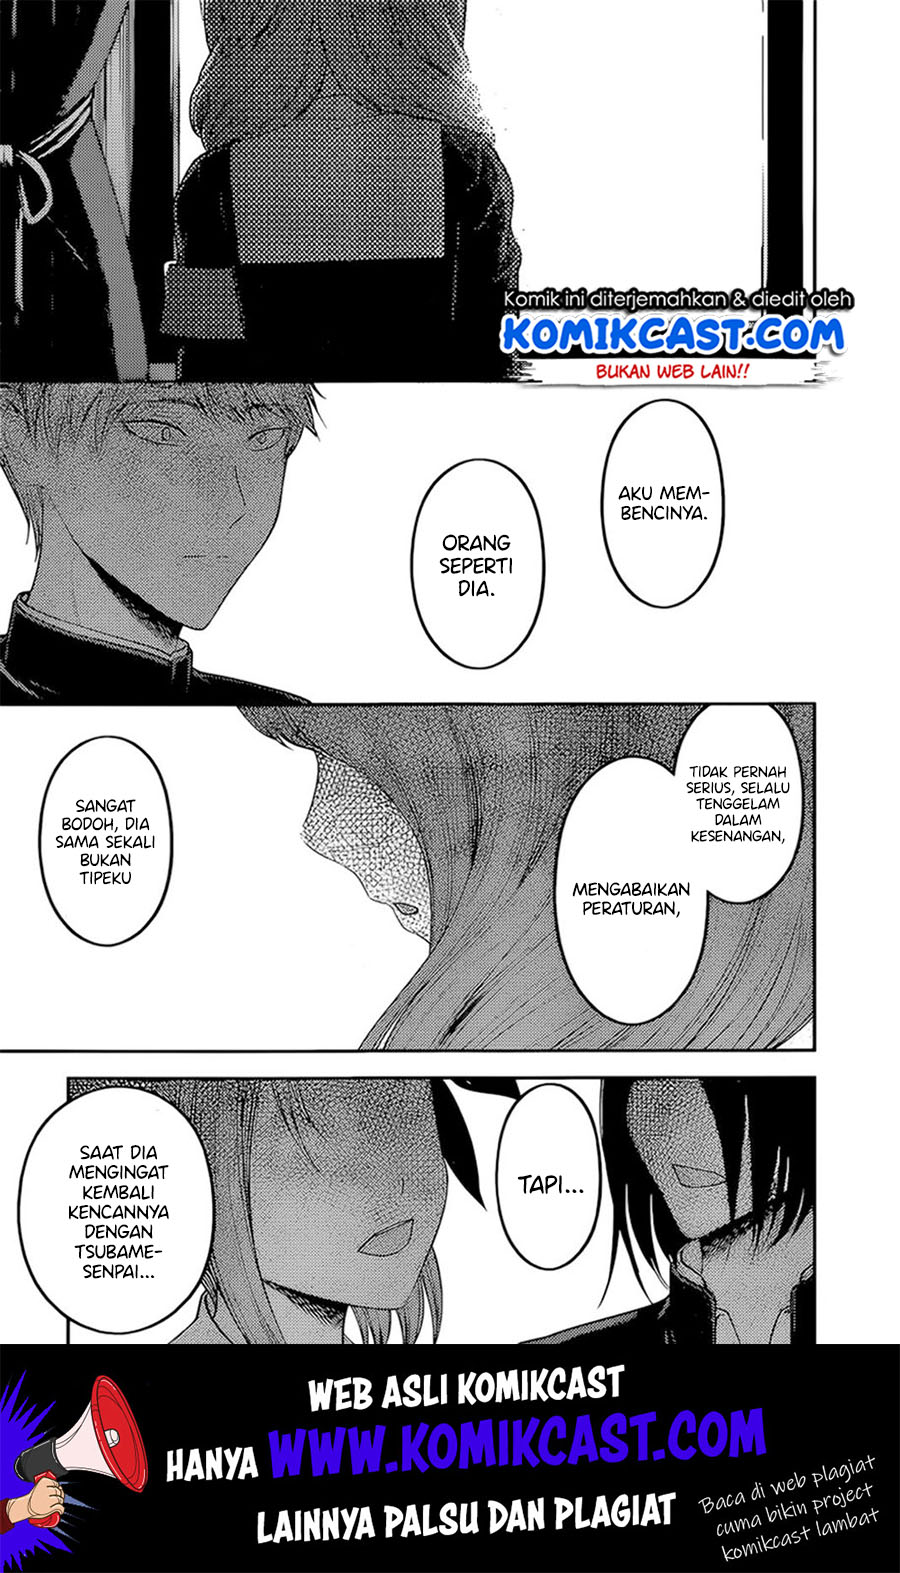 Komik ini diterjemahkan & diedit oleh
KOMIKCAST.COM
BUKAN WEB LAIN!!
AKU MEM-
BENCINYA.
ORANG
SEPERTI
DIA.
TIDAK PERNAH
SERIUS, SELALU
TENGGELAM
DALAM
KESENANGAN,
MENGABAIKAN
PERATURAN,
SANGAT
BODOH, DIA
SAMA SEKALI
BUKAN
TIPEKU
TAPI...
SAAT DIA
MENGINGAT
KEMBALI
KENCANNYA
DENGAN
TSUBAME-
SENPAI...
WEB ASLI KOMIKCAST
HANYA WWW.KOMIKCAST.COM
LAINNYA PALSU DAN PLAGIAT
Baca di web plagiat
cuma bikin project
komikcast lambat